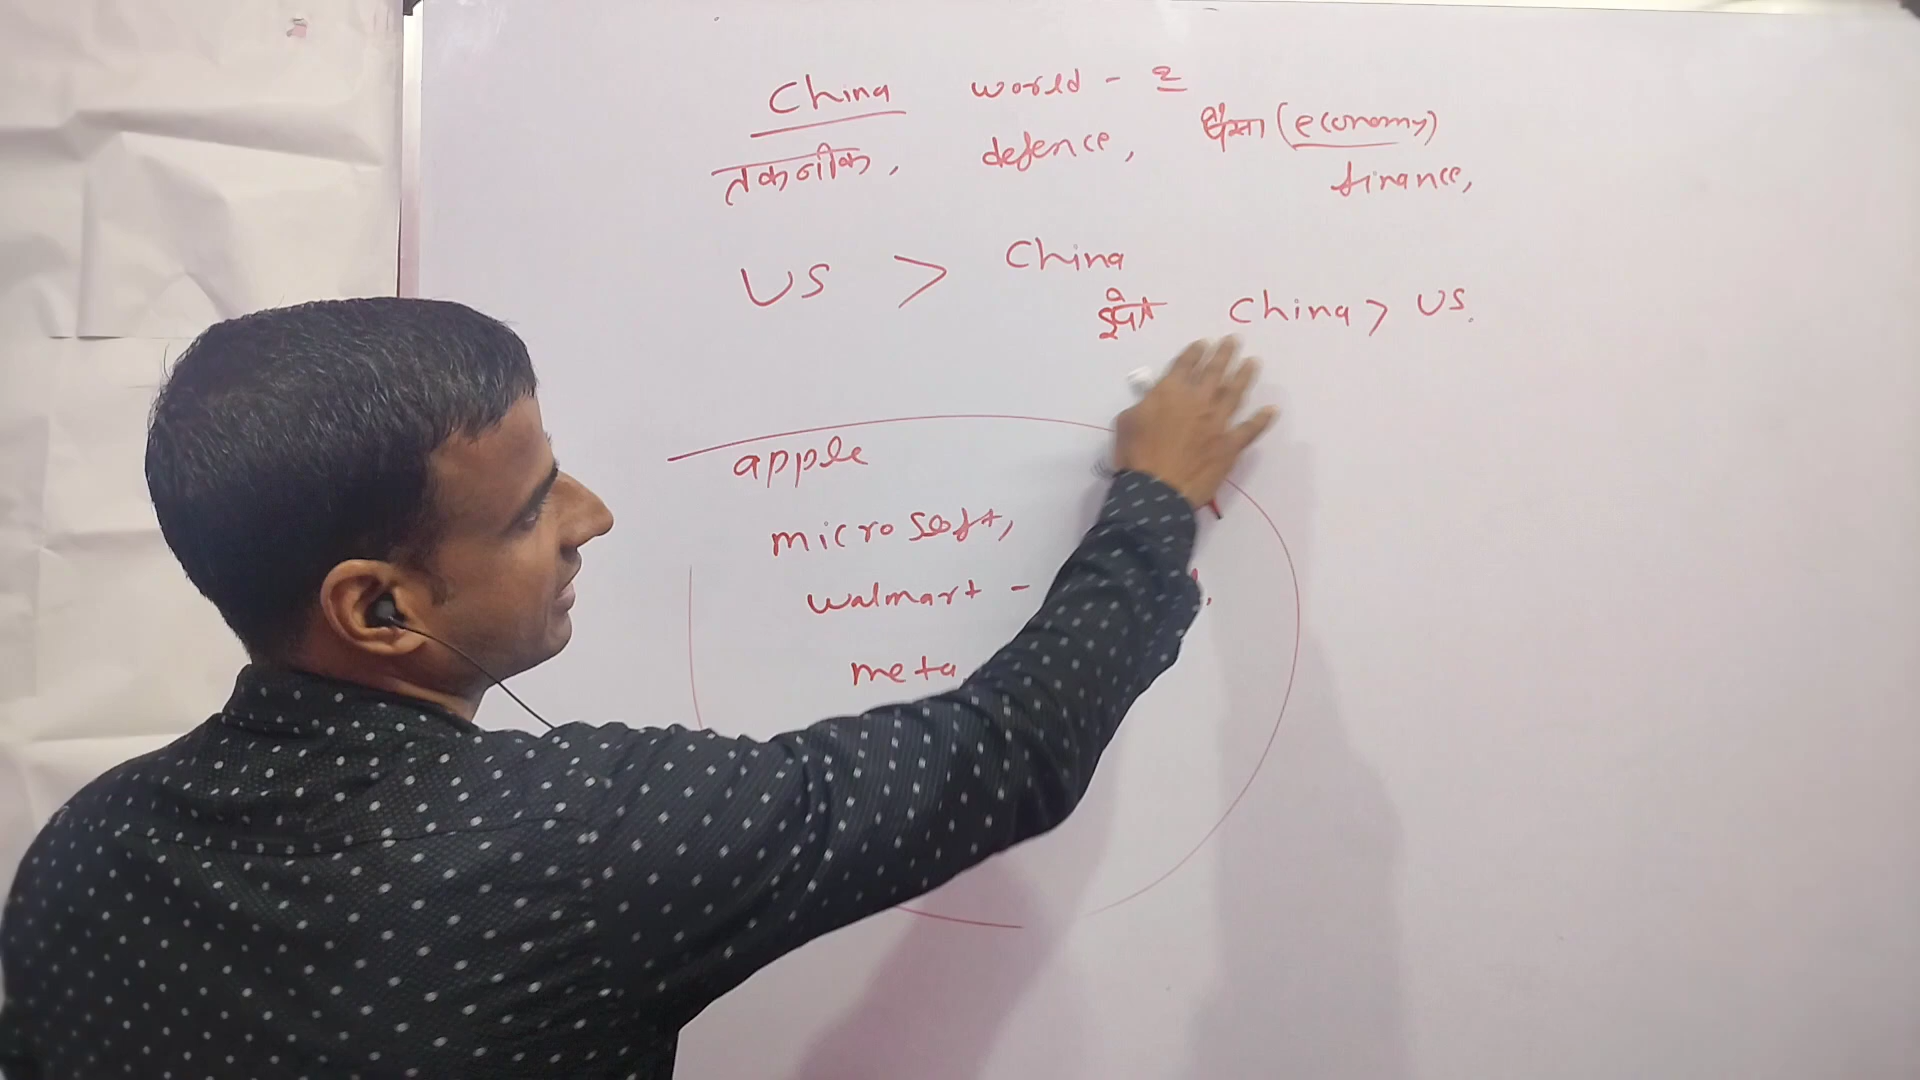 China world - 2
तकनीक, defence, पैसा (economy)
finance,
US > China
China > US.
apple
microsoft,
walmart -
meta